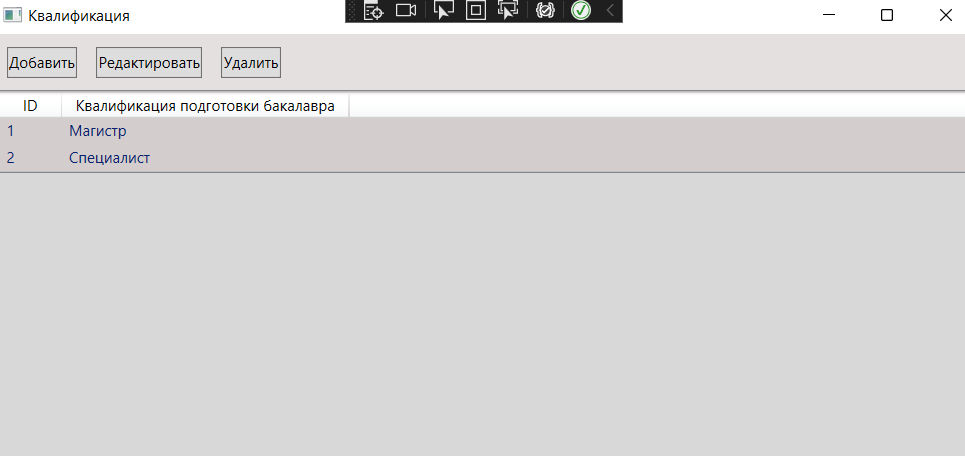 Квалификация
Добавить Редактировать Удалить
ID Квалификация подготовки бакалавра
1 Магистр
2 Специалист